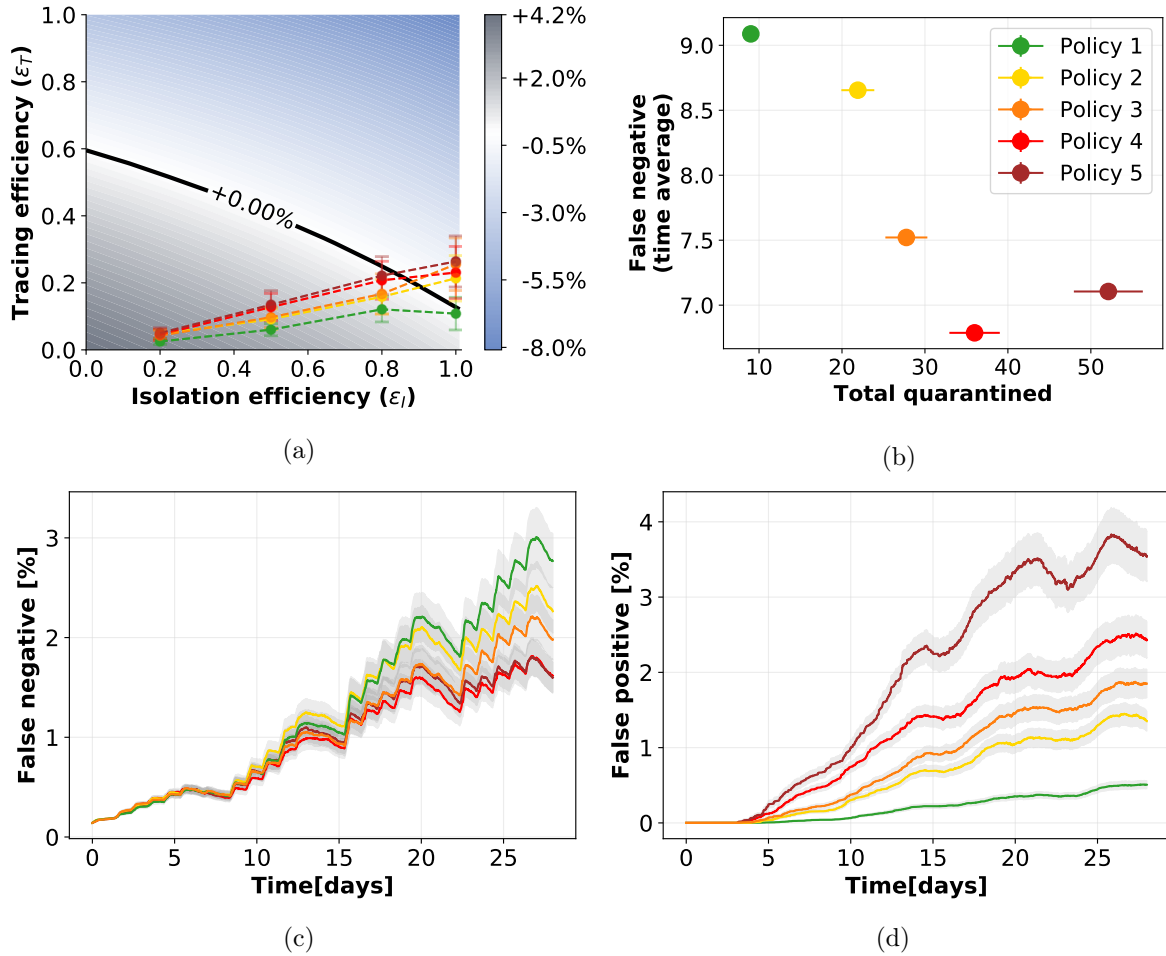 1.0
0.8
0.6
0.4
0.2
0.0
Tracing efficiency (εT)
+0.00%
0.0 0.2 0.4 0.6 0.8 1.0
Isolation efficiency (εI)
+4.2%
+2.0%
-0.5%
-3.0%
-5.5%
-8.0%
(a)
9.0
8.5
8.0
7.5
7.0
False negative
(time average)
Policy 1
Policy 2
Policy 3
Policy 4
Policy 5
10 20 30 40 50
Total quarantined
(b)
3
2
1
0
False negative [%]
0 5 10 15 20 25
Time[days]
(c)
4
3
2
1
0
False positive [%]
0 5 10 15 20 25
Time[days]
(d)